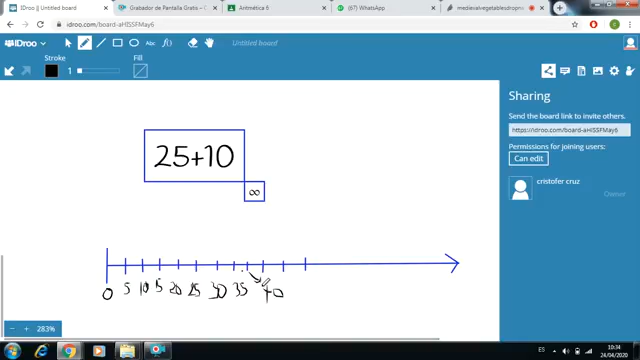 IDroo || Untitled board
Grabador de Pantalla Gratis
Aritmética 6
(67) WhatsApp
medievalvegetablestropni
idroo.com/board-aHISSFMay6
IDroo
Abc
f()
Untitled board
Stroke
1
Fill
Sharing
Send the board link to invite others.
https://idroo.com/board-aHISSFMay6
Permissions for joining users:
Can edit
cristofer cruz
Owner
25+10
∞
0 5 10 15 20 25 30 35 40
283%
ES
10:34
24/04/2020